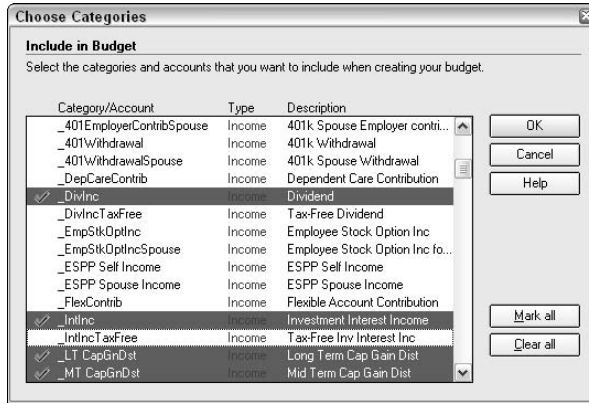 Choose Categories
Include in Budget
Select the categories and accounts that you want to include when creating your budget.
Category/Account Type Description
_401EmployerContribSpouse Income 401k Spouse Employer contri...
_401Withdrawal Income 401k Withdrawal
_401WithdrawalSpouse Income 401k Spouse Withdrawal
_DepCareContrib Income Dependent Care Contribution
_DivInc Income Dividend
_DivIncTaxFree Income Tax-Free Dividend
_EmpStkOptInc Income Employee Stock Option Inc
_EmpStkOptIncSpouse Income Employee Stock Option Inc fo...
_ESPP Self Income Income ESPP Self Income
_ESPP Spouse Income Income ESPP Spouse Income
_FlexContrib Income Flexible Account Contribution
_IntInc Income Investment Interest Income
_IntIncTaxFree Income Tax-Free Inv Interest Inc
_LT CapGnDst Income Long Term Cap Gain Dist
_MT CapGnDst Income Mid Term Cap Gain Dist
OK
Cancel
Help
Mark all
Clear all